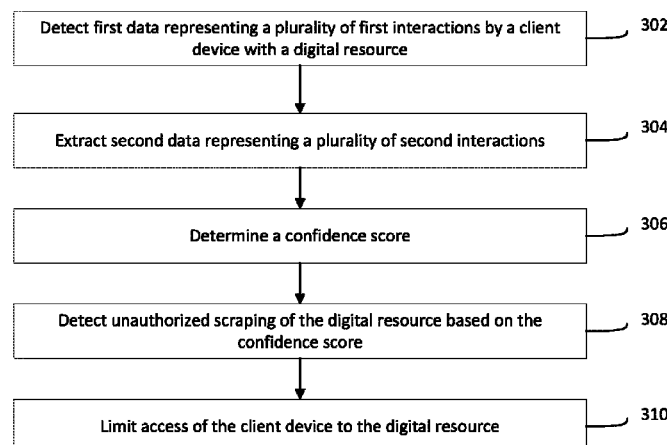 Detect first data representing a plurality of first interactions by a client
device with a digital resource
302
Extract second data representing a plurality of second interactions
304
Determine a confidence score
306
Detect unauthorized scraping of the digital resource based on the
confidence score
308
Limit access of the client device to the digital resource
310